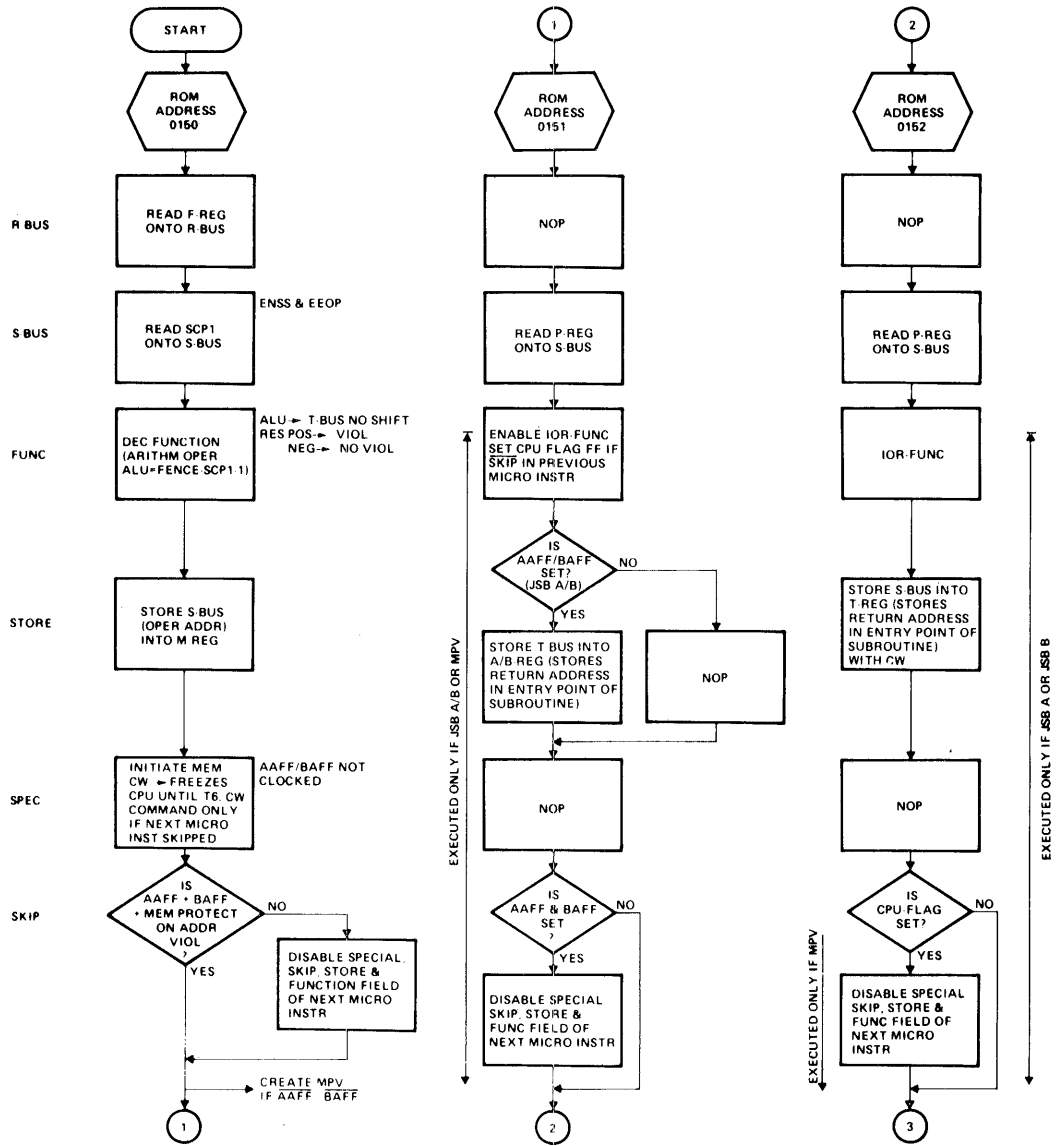 START
ROM
ADDRESS
0150
R BUS
READ F-REG
ONTO R-BUS
ENSS & EEOP
S-BUS
READ SCP1
ONTO S-BUS
FUNC
DEC FUNCTION
(ARITHM OPER
ALU=FENCE-SCP1-1)
ALU → T-BUS NO SHIFT
RES POS → VIOL
NEG → NO VIOL
STORE
STORE S-BUS
(OPER ADDR)
INTO M REG
SPEC
INITIATE MEM
CW → FREEZES
CPU UNTIL T6. CW
COMMAND ONLY
IF NEXT MICRO
INST SKIPPED
AAFF/BAFF NOT
CLOCKED
SKIP
IS
AAFF + BAFF
+ MEM PROTECT
ON ADDR
VIOL
?
NO
YES
DISABLE SPECIAL,
SKIP, STORE &
FUNCTION FIELD
OF NEXT MICRO
INSTR
CREATE MPV
IF AAFF BAFF
1
1
ROM
ADDRESS
0151
NOP
READ P-REG
ONTO S-BUS
ENABLE IOR-FUNC
SET CPU FLAG FF IF
SKIP IN PREVIOUS
MICRO INSTR
IS
AAFF/BAFF
SET?
(JSB A/B)
NO
YES
STORE T BUS INTO
A/B REG (STORES
RETURN ADDRESS
IN ENTRY POINT OF
SUBROUTINE)
NOP
NOP
IS
AAFF & BAFF
SET
?
NO
YES
DISABLE SPECIAL
SKIP, STORE &
FUNC FIELD OF
NEXT MICRO INSTR
EXECUTED ONLY IF JSB A/B OR MPV
2
2
ROM
ADDRESS
0152
NOP
READ P-REG
ONTO S-BUS
IOR-FUNC
STORE S-BUS INTO
T-REG (STORES
RETURN ADDRESS
IN ENTRY POINT OF
SUBROUTINE)
WITH CW
NOP
IS
CPU-FLAG
SET?
NO
YES
DISABLE SPECIAL
SKIP, STORE &
FUNC FIELD OF
NEXT MICRO
INSTR
EXECUTED ONLY IF MPV
EXECUTED ONLY IF JSB A OR JSB B
3